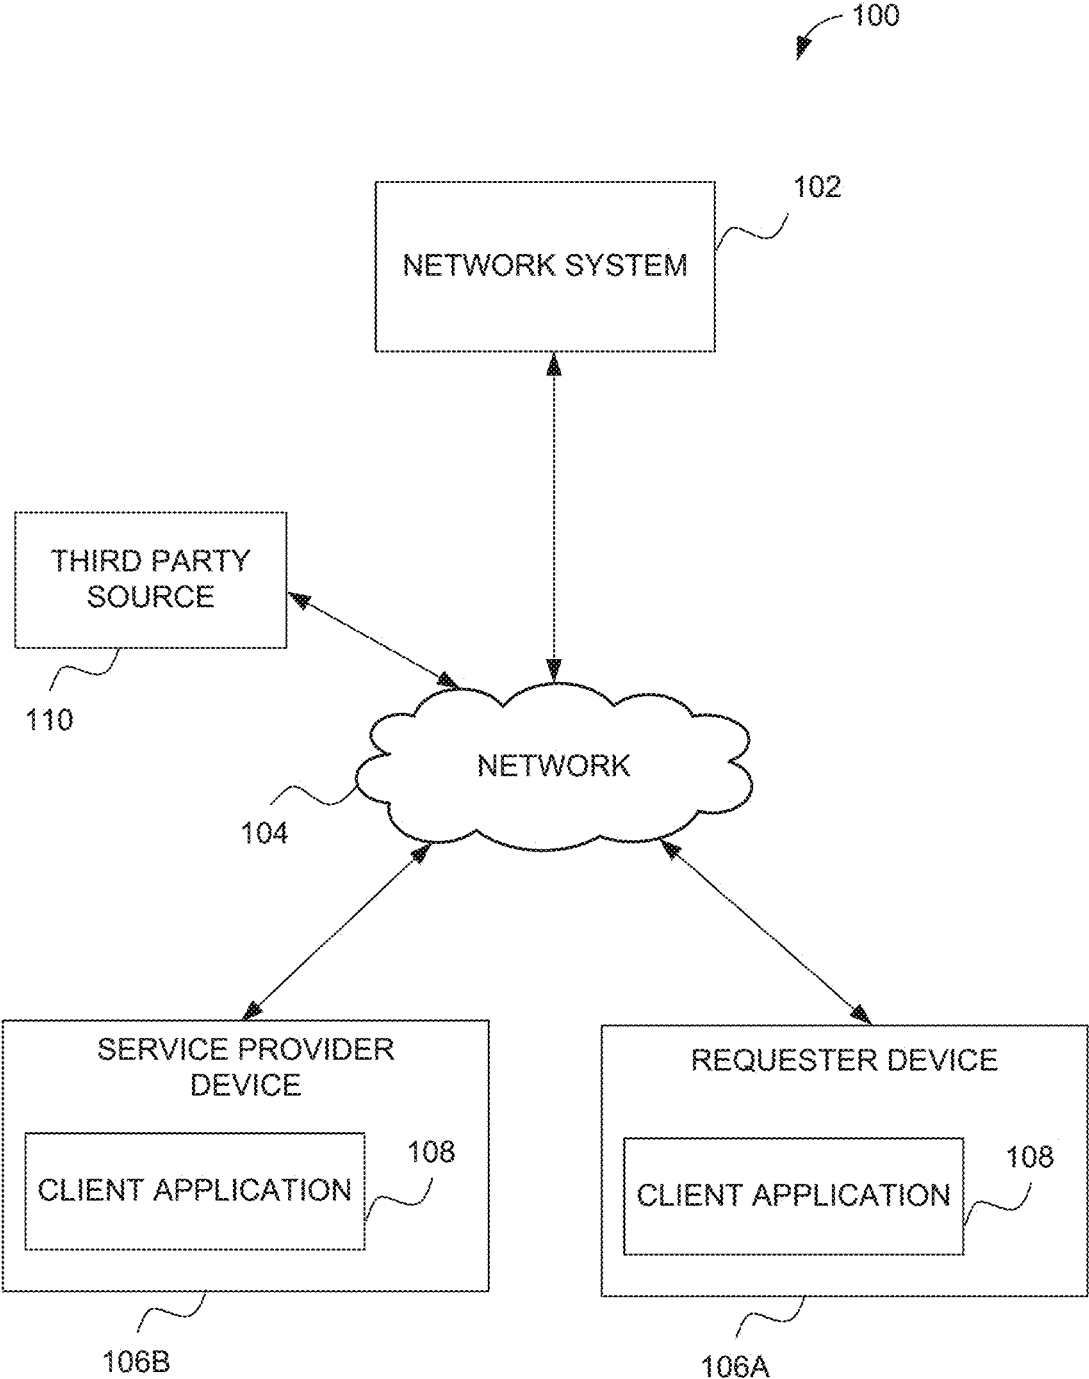 100
102
NETWORK SYSTEM
THIRD PARTY
SOURCE
110
NETWORK
104
SERVICE PROVIDER
DEVICE
108
CLIENT APPLICATION
106B
REQUESTER DEVICE
108
CLIENT APPLICATION
106A